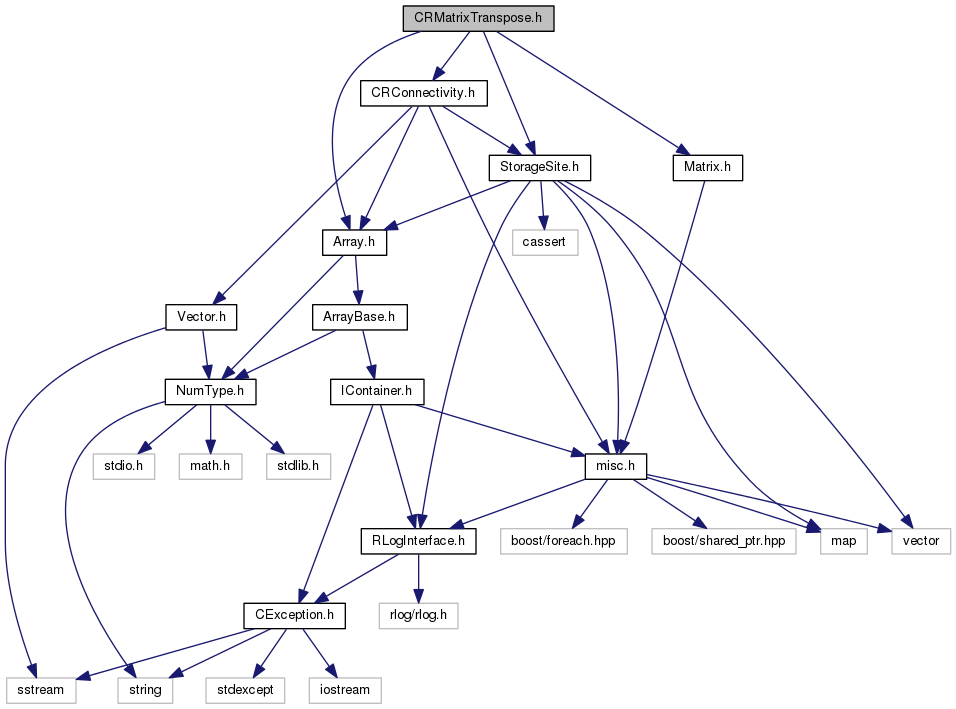 CRMatrixTranspose.h
CRConnectivity.h
StorageSite.h
Matrix.h
Array.h
cassert
Vector.h
ArrayBase.h
NumType.h
IContainer.h
stdio.h
math.h
stdlib.h
misc.h
RLogInterface.h
boost/foreach.hpp
boost/shared_ptr.hpp
map
vector
CException.h
rlog/rlog.h
sstream
string
stdexcept
iostream